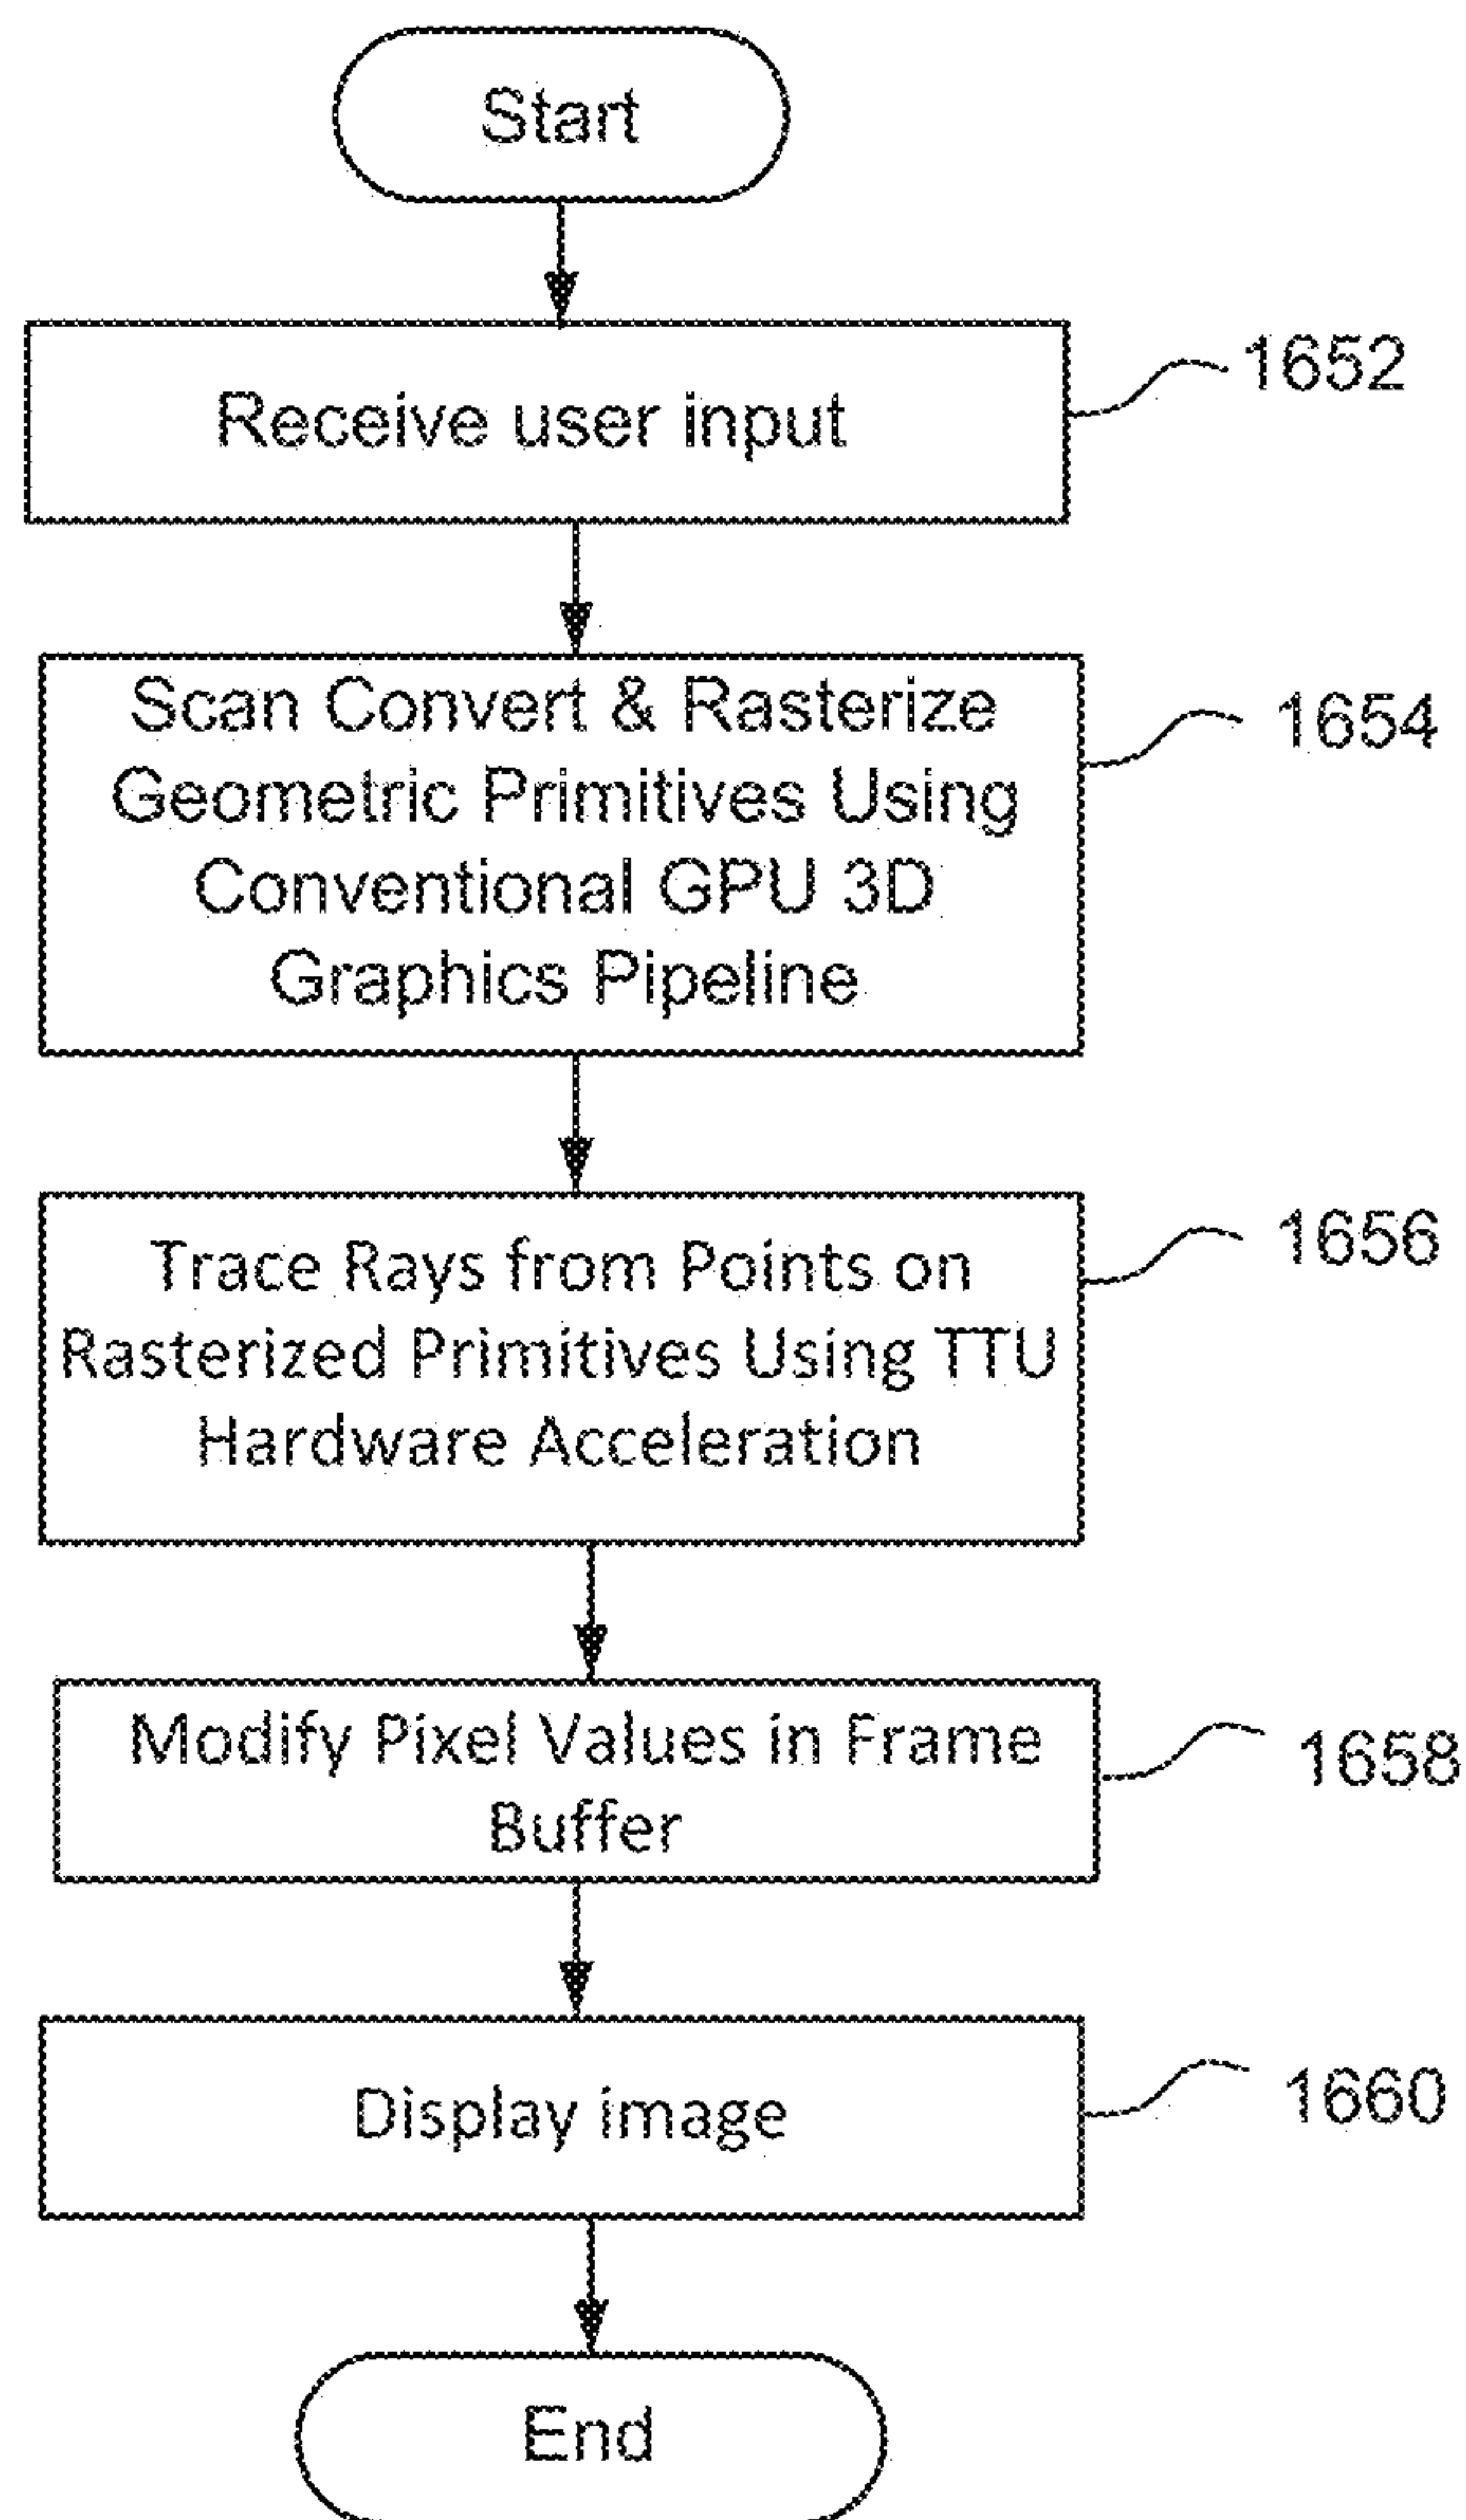 Start
Receive user input
1652
Scan Convert & Rasterize
Geometric Primitives Using
Conventional GPU 3D
Graphics Pipeline
1654
Trace Rays from Points on
Rasterized Primitives Using TTU
Hardware Acceleration
1656
Modify Pixel Values in Frame
Buffer
1658
Display image
1660
End